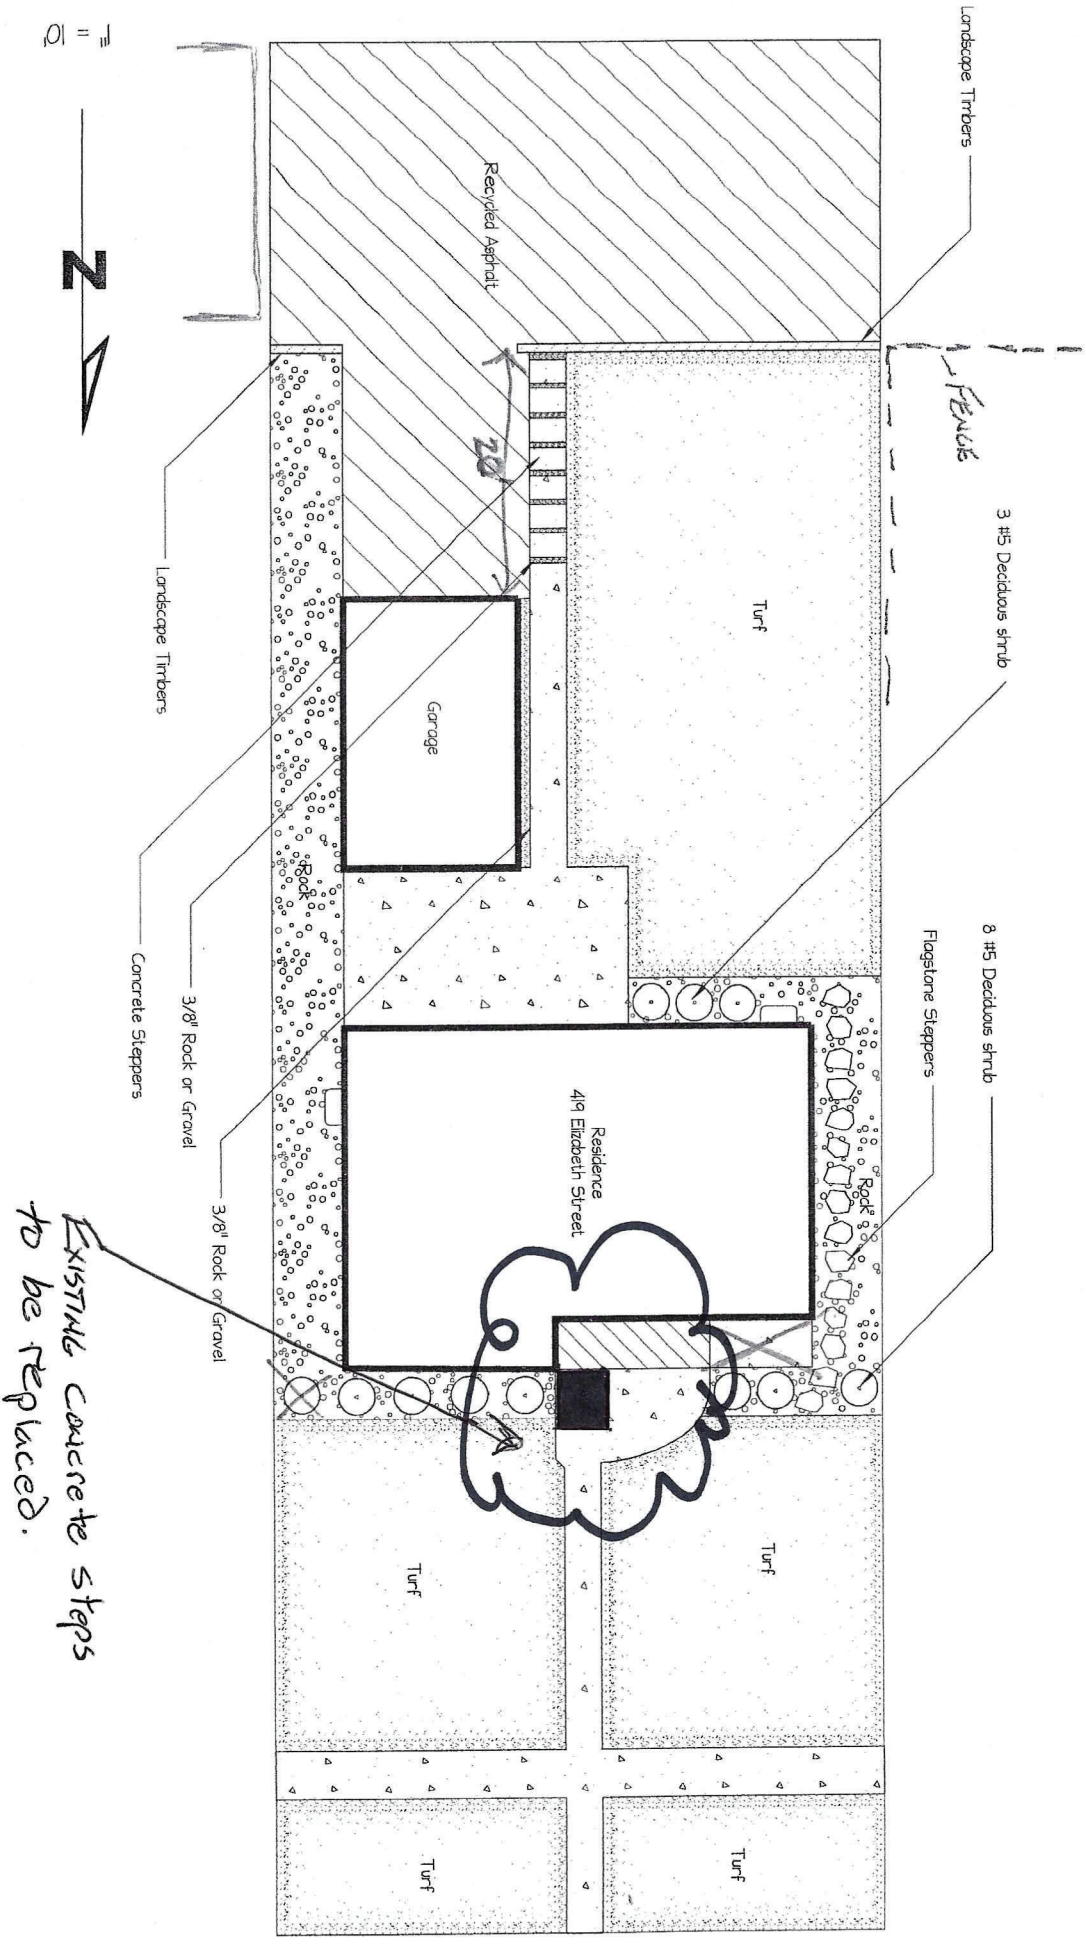 1" = 10'
N
Landscape Timbers
FENCE
3 #5 Deciduous shrub
8 #5 Deciduous shrub
Flagstone Steppers
Recycled Asphalt
20'
Turf
Rock
Garage
Residence
419 Elizabeth Street
Rock
Landscape Timbers
Concrete Steppers
3/8" Rock or Gravel
3/8" Rock or Gravel
EXISTING concrete steps
to be replaced.
Turf
Turf
Turf
Turf